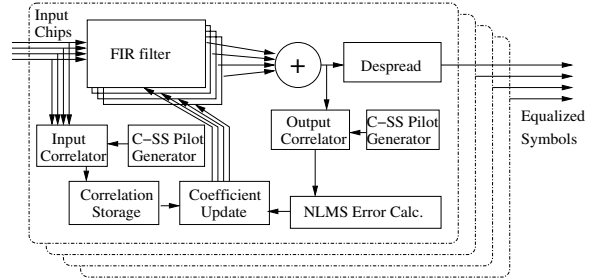 Input
Chips
FIR filter
+
Despread
Equalized
Symbols
Input
Correlator
C-SS Pilot
Generator
Output
Correlator
C-SS Pilot
Generator
Correlation
Storage
Coefficient
Update
NLMS Error Calc.